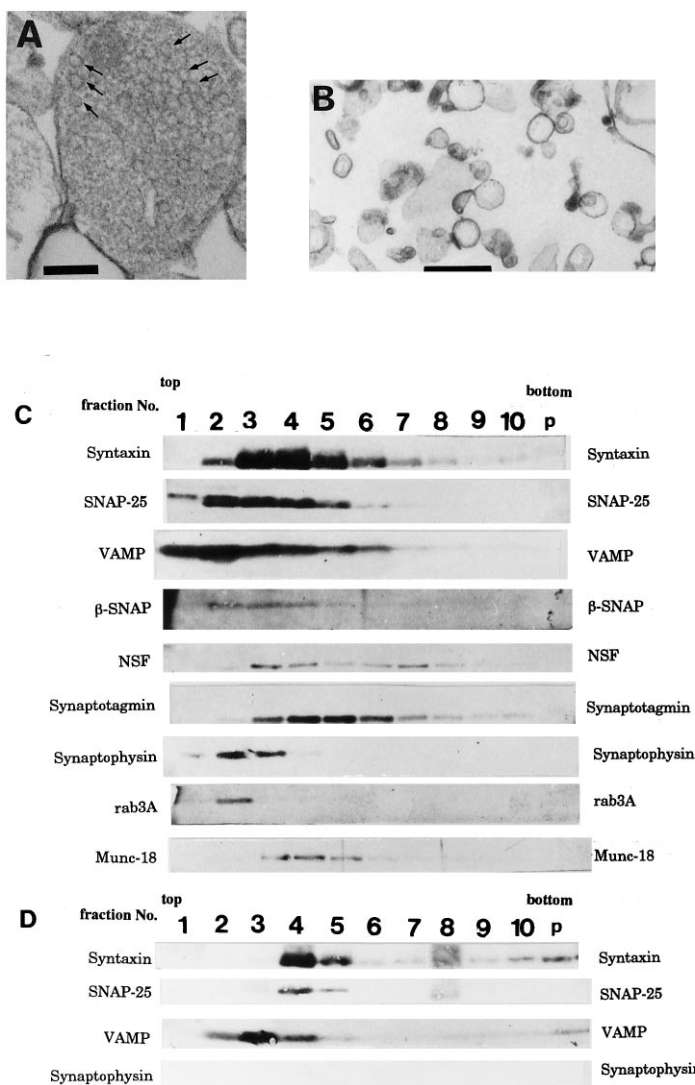 A
B
C
top bottom
fraction No. 1 2 3 4 5 6 7 8 9 10 p
Syntaxin Syntaxin
SNAP-25 SNAP-25
VAMP VAMP
β-SNAP β-SNAP
NSF NSF
Synaptotagmin Synaptotagmin
Synaptophysin Synaptophysin
rab3A rab3A
Munc-18 Munc-18
D
top bottom
fraction No. 1 2 3 4 5 6 7 8 9 10 p
Syntaxin Syntaxin
SNAP-25 SNAP-25
VAMP VAMP
Synaptophysin Synaptophysin